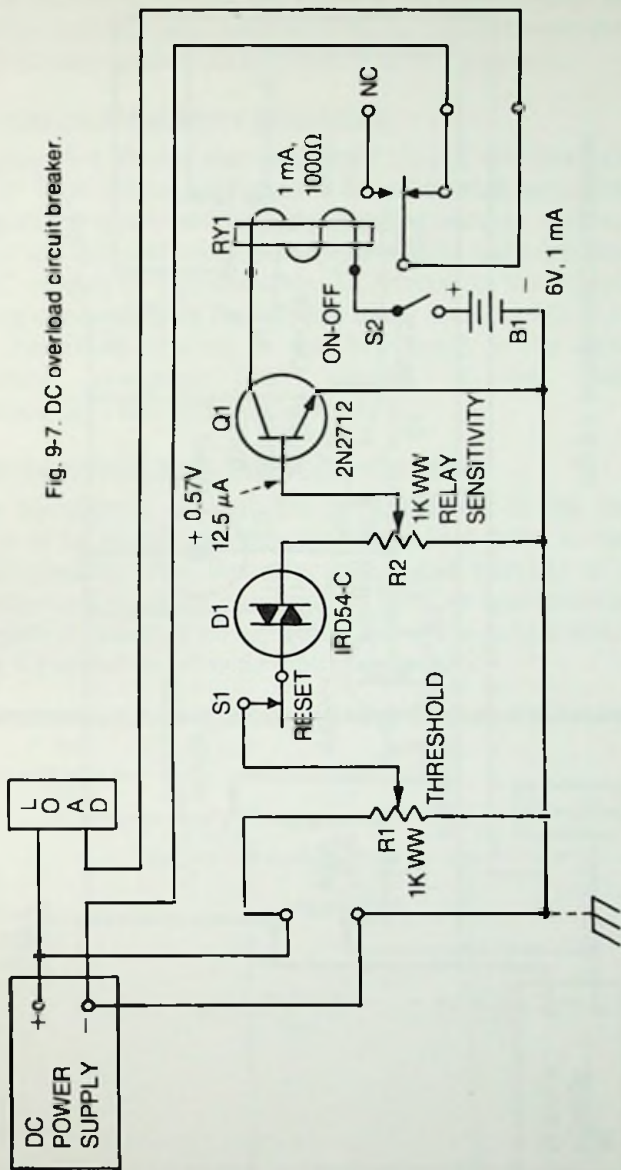 Fig. 9-7. DC overload circuit breaker.
DC
POWER
SUPPLY
+
−
L
O
A
D
R1
1K WW
THRESHOLD
S1
RESET
D1
IRD54-C
R2
1K WW
RELAY
SENSITIVITY
+ 0.57V
12.5 μA
Q1
2N2712
RY1
1 mA,
1000Ω
NC
ON-OFF
S2
+
−
B1
6V, 1 mA